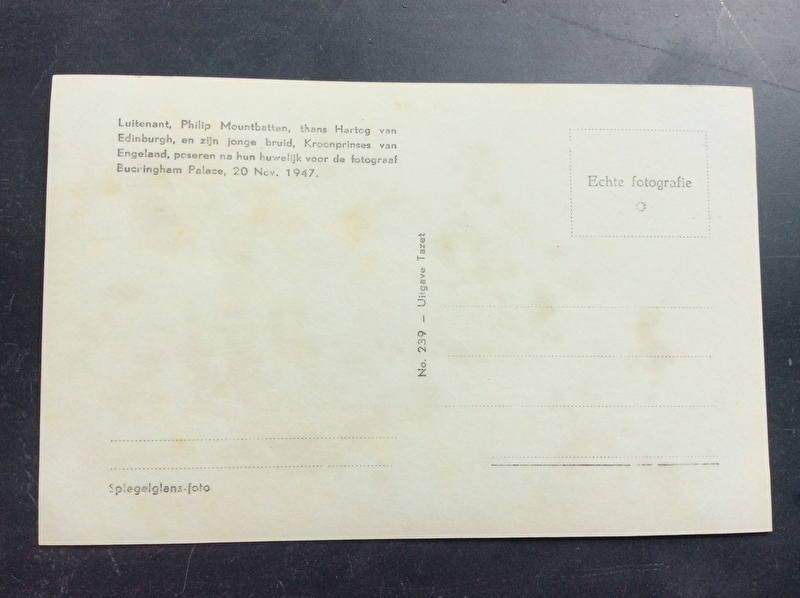 Luitenant, Philip Mountbatten, thans Hertog van
Edinburgh, en zijn jonge bruid, Kroonprinses van
Engeland, poseren na hun huwelijk voor de fotograaf
Bucringham Palace, 20 Nov. 1947.
Echte fotografie
No. 239 – Uitgave Tazet
Spiegelglans-foto